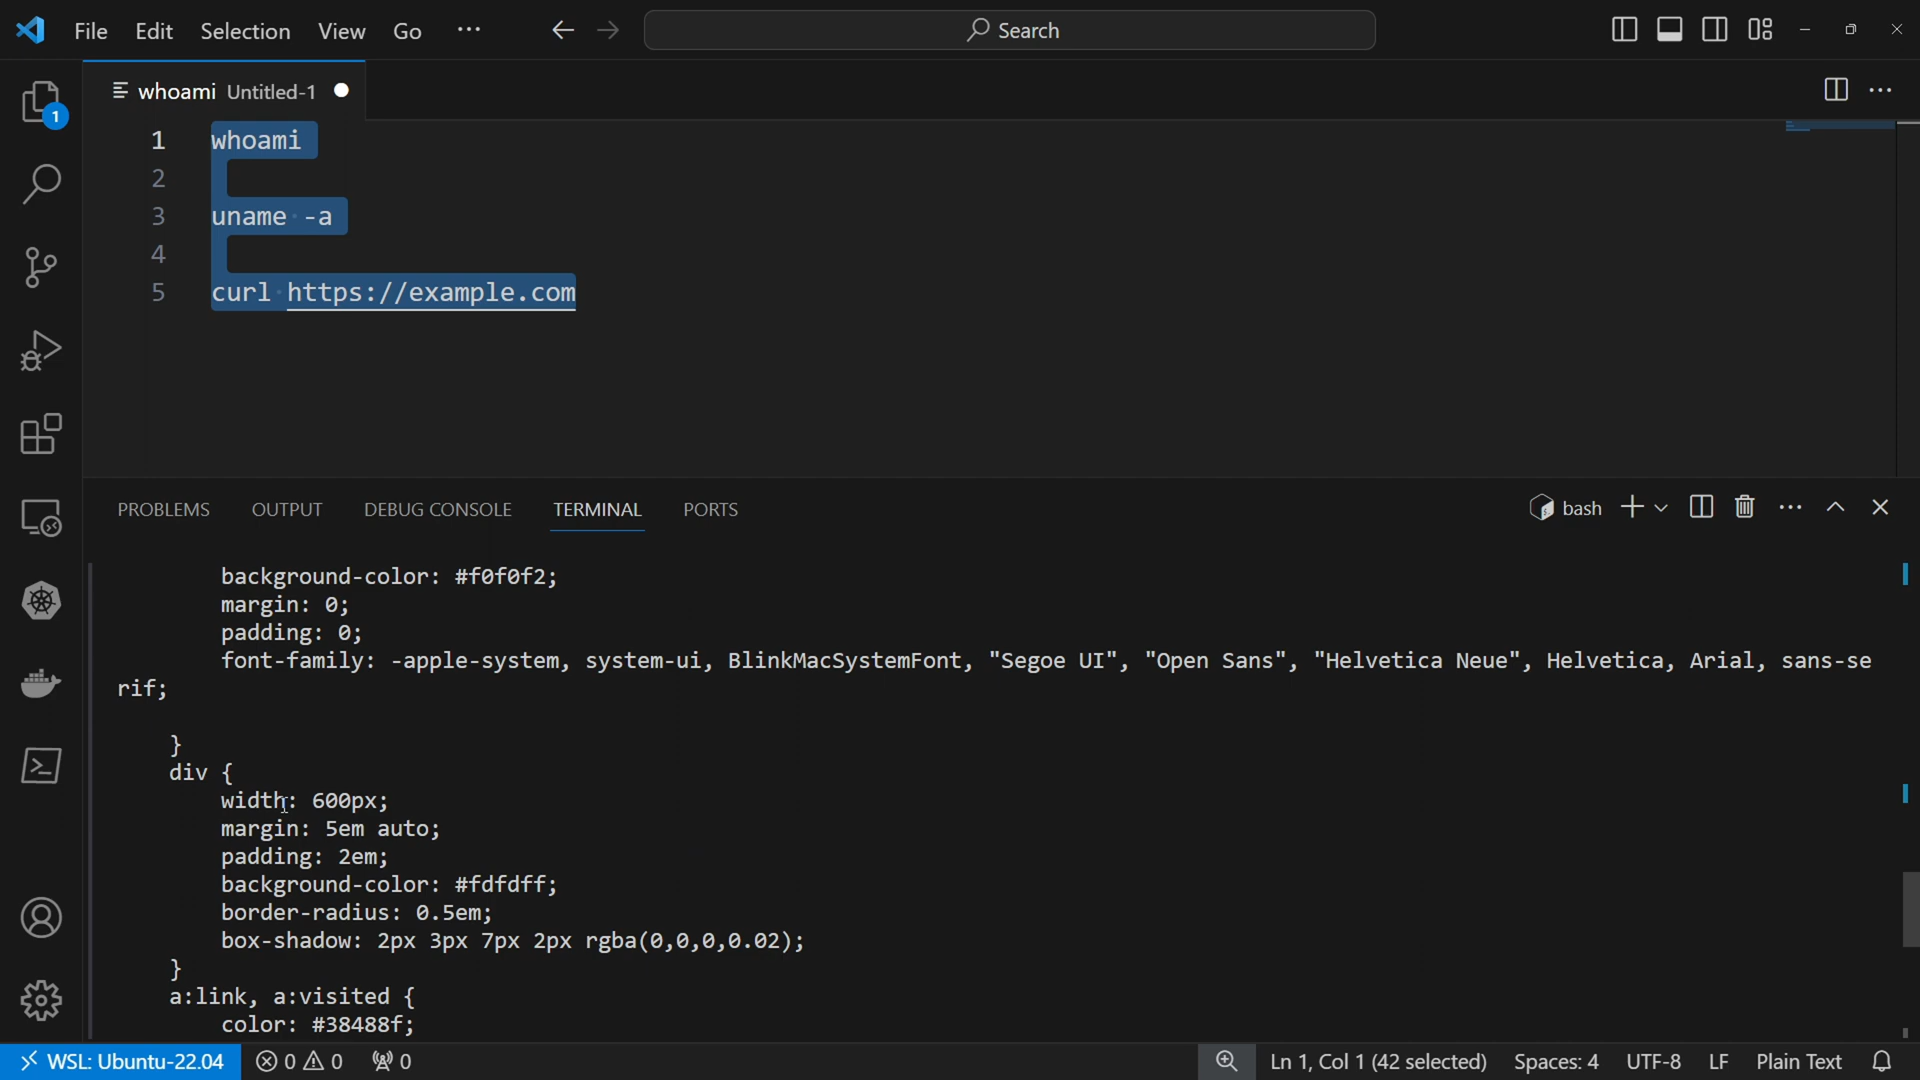 File Edit Selection View Go ··· Search
whoami Untitled-1
1
1 whoami
2
3 uname -a
4
5 curl https://example.com
PROBLEMS OUTPUT DEBUG CONSOLE TERMINAL PORTS bash
background-color: #f0f0f2;
margin: 0;
padding: 0;
font-family: -apple-system, system-ui, BlinkMacSystemFont, "Segoe UI", "Open Sans", "Helvetica Neue", Helvetica, Arial, sans-se
rif;
}
div {
width: 600px;
margin: 5em auto;
padding: 2em;
background-color: #fdfdff;
border-radius: 0.5em;
box-shadow: 2px 3px 7px 2px rgba(0,0,0,0.02);
}
a:link, a:visited {
color: #38488f;
WSL: Ubuntu-22.04 0 0 0 Ln 1, Col 1 (42 selected) Spaces: 4 UTF-8 LF Plain Text